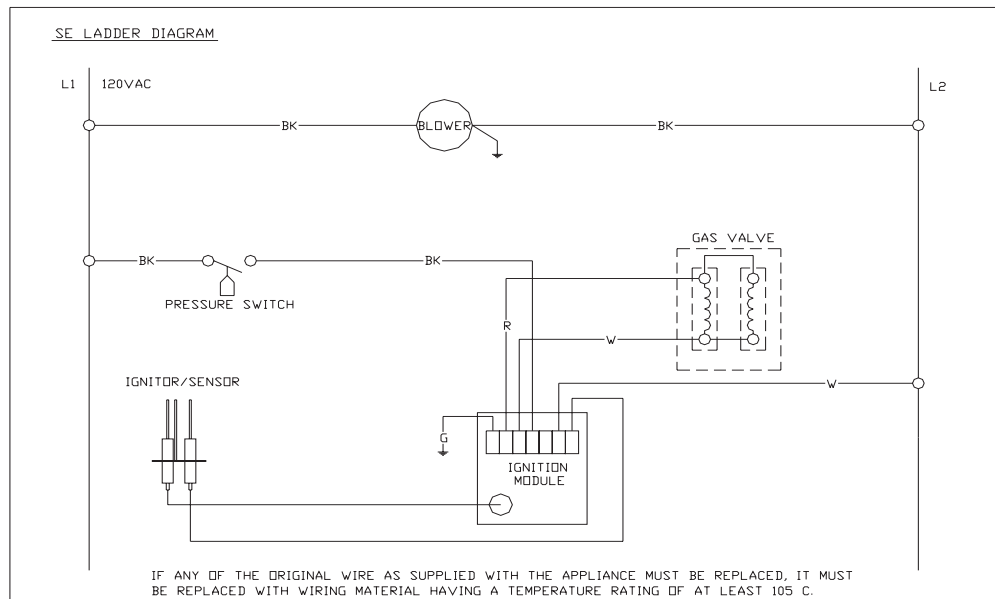 SE LADDER DIAGRAM
L1 120VAC
L2
BK
BLOWER
BK
GAS VALVE
BK
BK
PRESSURE SWITCH
R
W
IGNITOR/SENSOR
W
G
IGNITION
MODULE
IF ANY OF THE ORIGINAL WIRE AS SUPPLIED WITH THE APPLIANCE MUST BE REPLACED, IT MUST
BE REPLACED WITH WIRING MATERIAL HAVING A TEMPERATURE RATING OF AT LEAST 105 C.